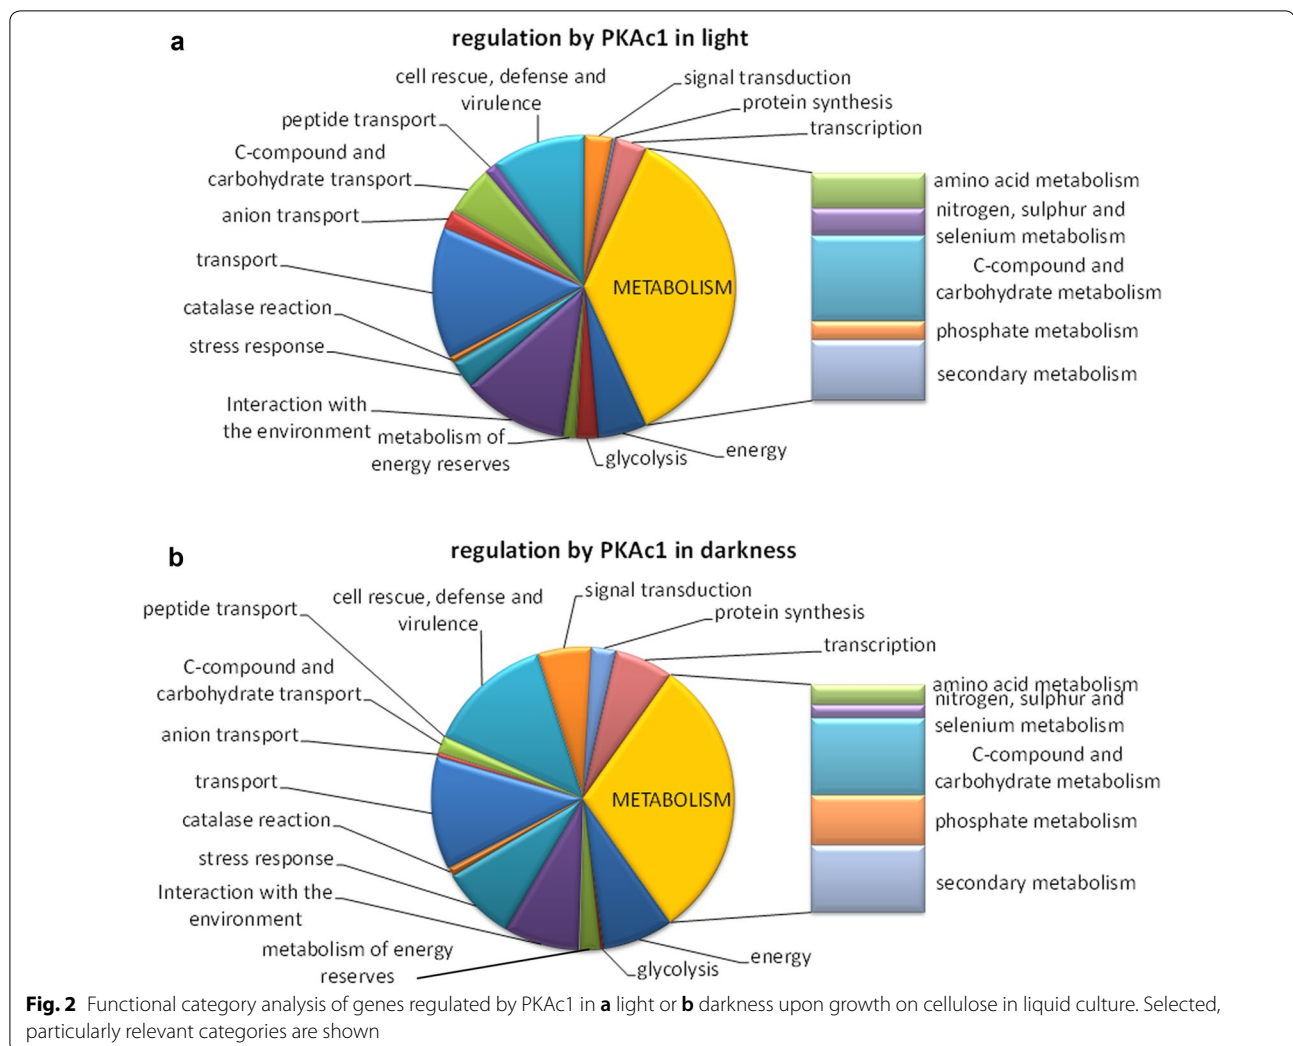 a
regulation by PKAc1 in light
cell rescue, defense and
virulence
signal transduction
protein synthesis
transcription
peptide transport
C-compound and
carbohydrate transport
anion transport
transport
catalase reaction
stress response
Interaction with
the environment
metabolism of
energy reserves
glycolysis
energy
METABOLISM
amino acid metabolism
nitrogen, sulphur and
selenium metabolism
C-compound and
carbohydrate metabolism
phosphate metabolism
secondary metabolism
b
regulation by PKAc1 in darkness
cell rescue, defense and
virulence
signal transduction
protein synthesis
transcription
peptide transport
C-compound and
carbohydrate transport
anion transport
transport
catalase reaction
stress response
Interaction with the
environment
metabolism of energy
reserves
glycolysis
energy
METABOLISM
amino acid metabolism
nitrogen, sulphur and
selenium metabolism
C-compound and
carbohydrate metabolism
phosphate metabolism
secondary metabolism
Fig. 2 Functional category analysis of genes regulated by PKAc1 in a light or b darkness upon growth on cellulose in liquid culture. Selected,
particularly relevant categories are shown